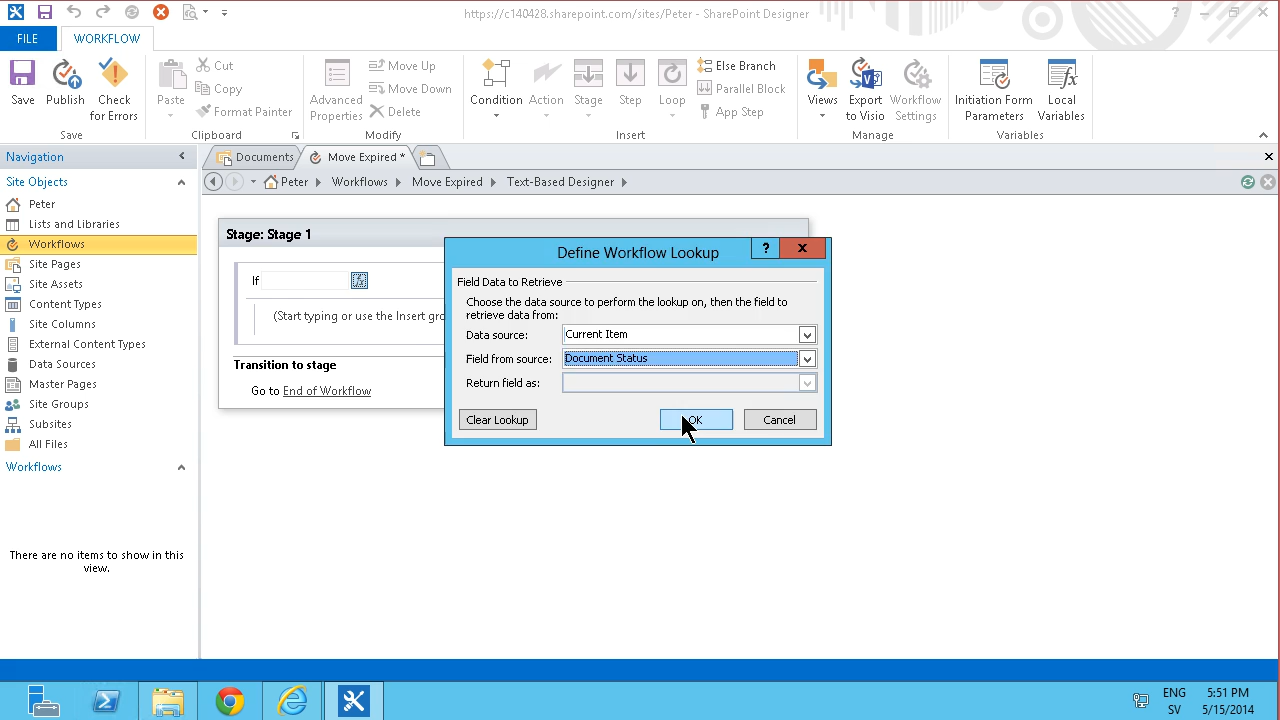 https://c140428.sharepoint.com/sites/Peter - SharePoint Designer
FILE
WORKFLOW
Save
Publish
Check
for Errors
Save
Paste
Cut
Copy
Format Painter
Clipboard
Advanced
Properties
Move Up
Move Down
Delete
Modify
Condition
Action
Stage
Step
Loop
Else Branch
Parallel Block
App Step
Insert
Views
Export
to Visio
Workflow
Settings
Manage
Initiation Form
Parameters
Local
Variables
Variables
Navigation
Documents
Move Expired *
Peter
Workflows
Move Expired
Text-Based Designer
Site Objects
Peter
Lists and Libraries
Workflows
Site Pages
Site Assets
Content Types
Site Columns
External Content Types
Data Sources
Master Pages
Site Groups
Subsites
All Files
Workflows
There are no items to show in this
view.
Stage: Stage 1
If
(Start typing or use the Insert gro
Transition to stage
Go to End of Workflow
Define Workflow Lookup
?
Field Data to Retrieve
Choose the data source to perform the lookup on, then the field to
retrieve data from:
Data source:
Current Item
Field from source:
Document Status
Return field as:
Clear Lookup
OK
Cancel
ENG
SV
5:51 PM
5/15/2014